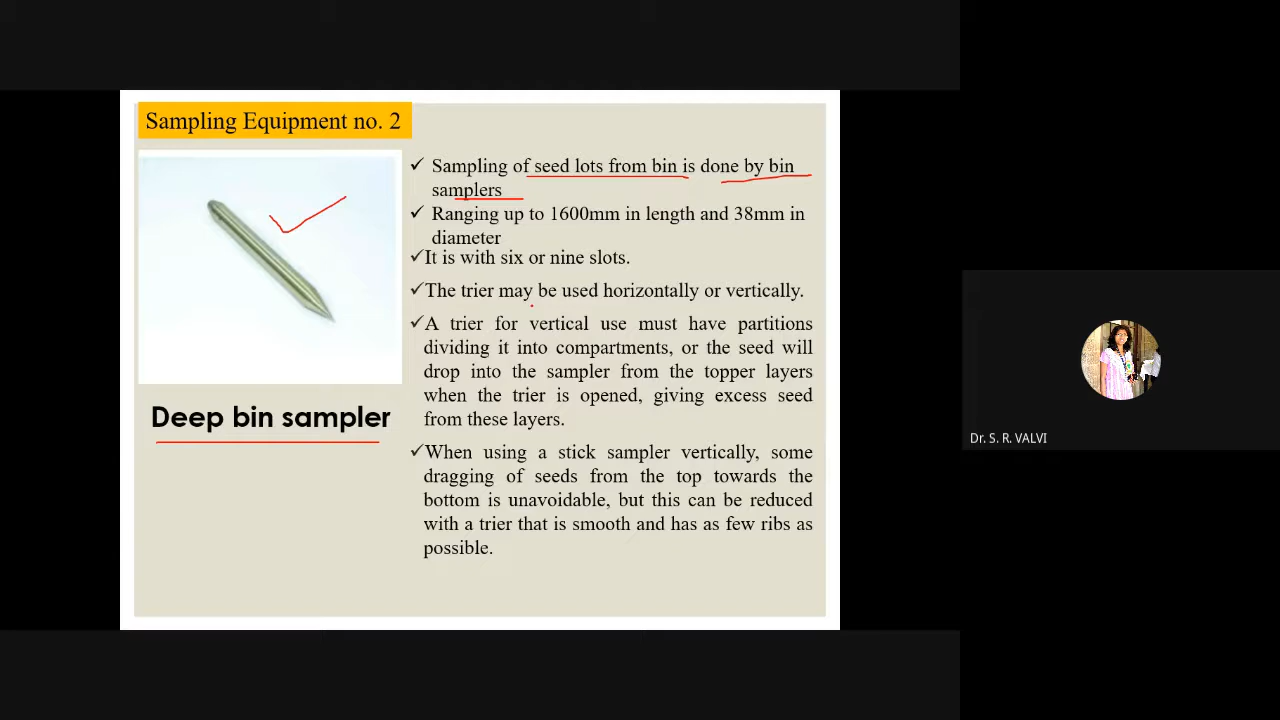 Sampling Equipment no. 2
✓ Sampling of seed lots from bin is done by bin
samplers
✓ Ranging up to 1600mm in length and 38mm in
diameter
✓It is with six or nine slots.
✓The trier may be used horizontally or vertically.
✓A trier for vertical use must have partitions
dividing it into compartments, or the seed will
drop into the sampler from the topper layers
when the trier is opened, giving excess seed
from these layers.
✓When using a stick sampler vertically, some
dragging of seeds from the top towards the
bottom is unavoidable, but this can be reduced
with a trier that is smooth and has as few ribs as
possible.
Deep bin sampler
Dr. S. R. VALVI